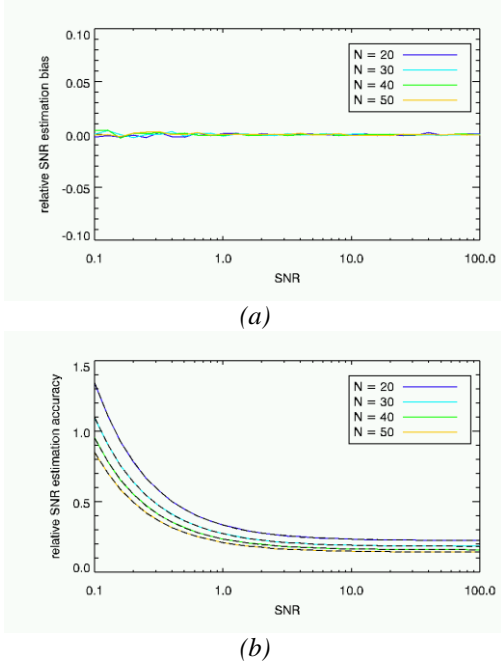 0.10
0.05
0.00
-0.05
-0.10
relative SNR estimation bias
N = 20
N = 30
N = 40
N = 50
0.1 1.0 10.0 100.0
SNR
(a)
1.5
1.0
0.5
0.0
relative SNR estimation accuracy
N = 20
N = 30
N = 40
N = 50
0.1 1.0 10.0 100.0
SNR
(b)